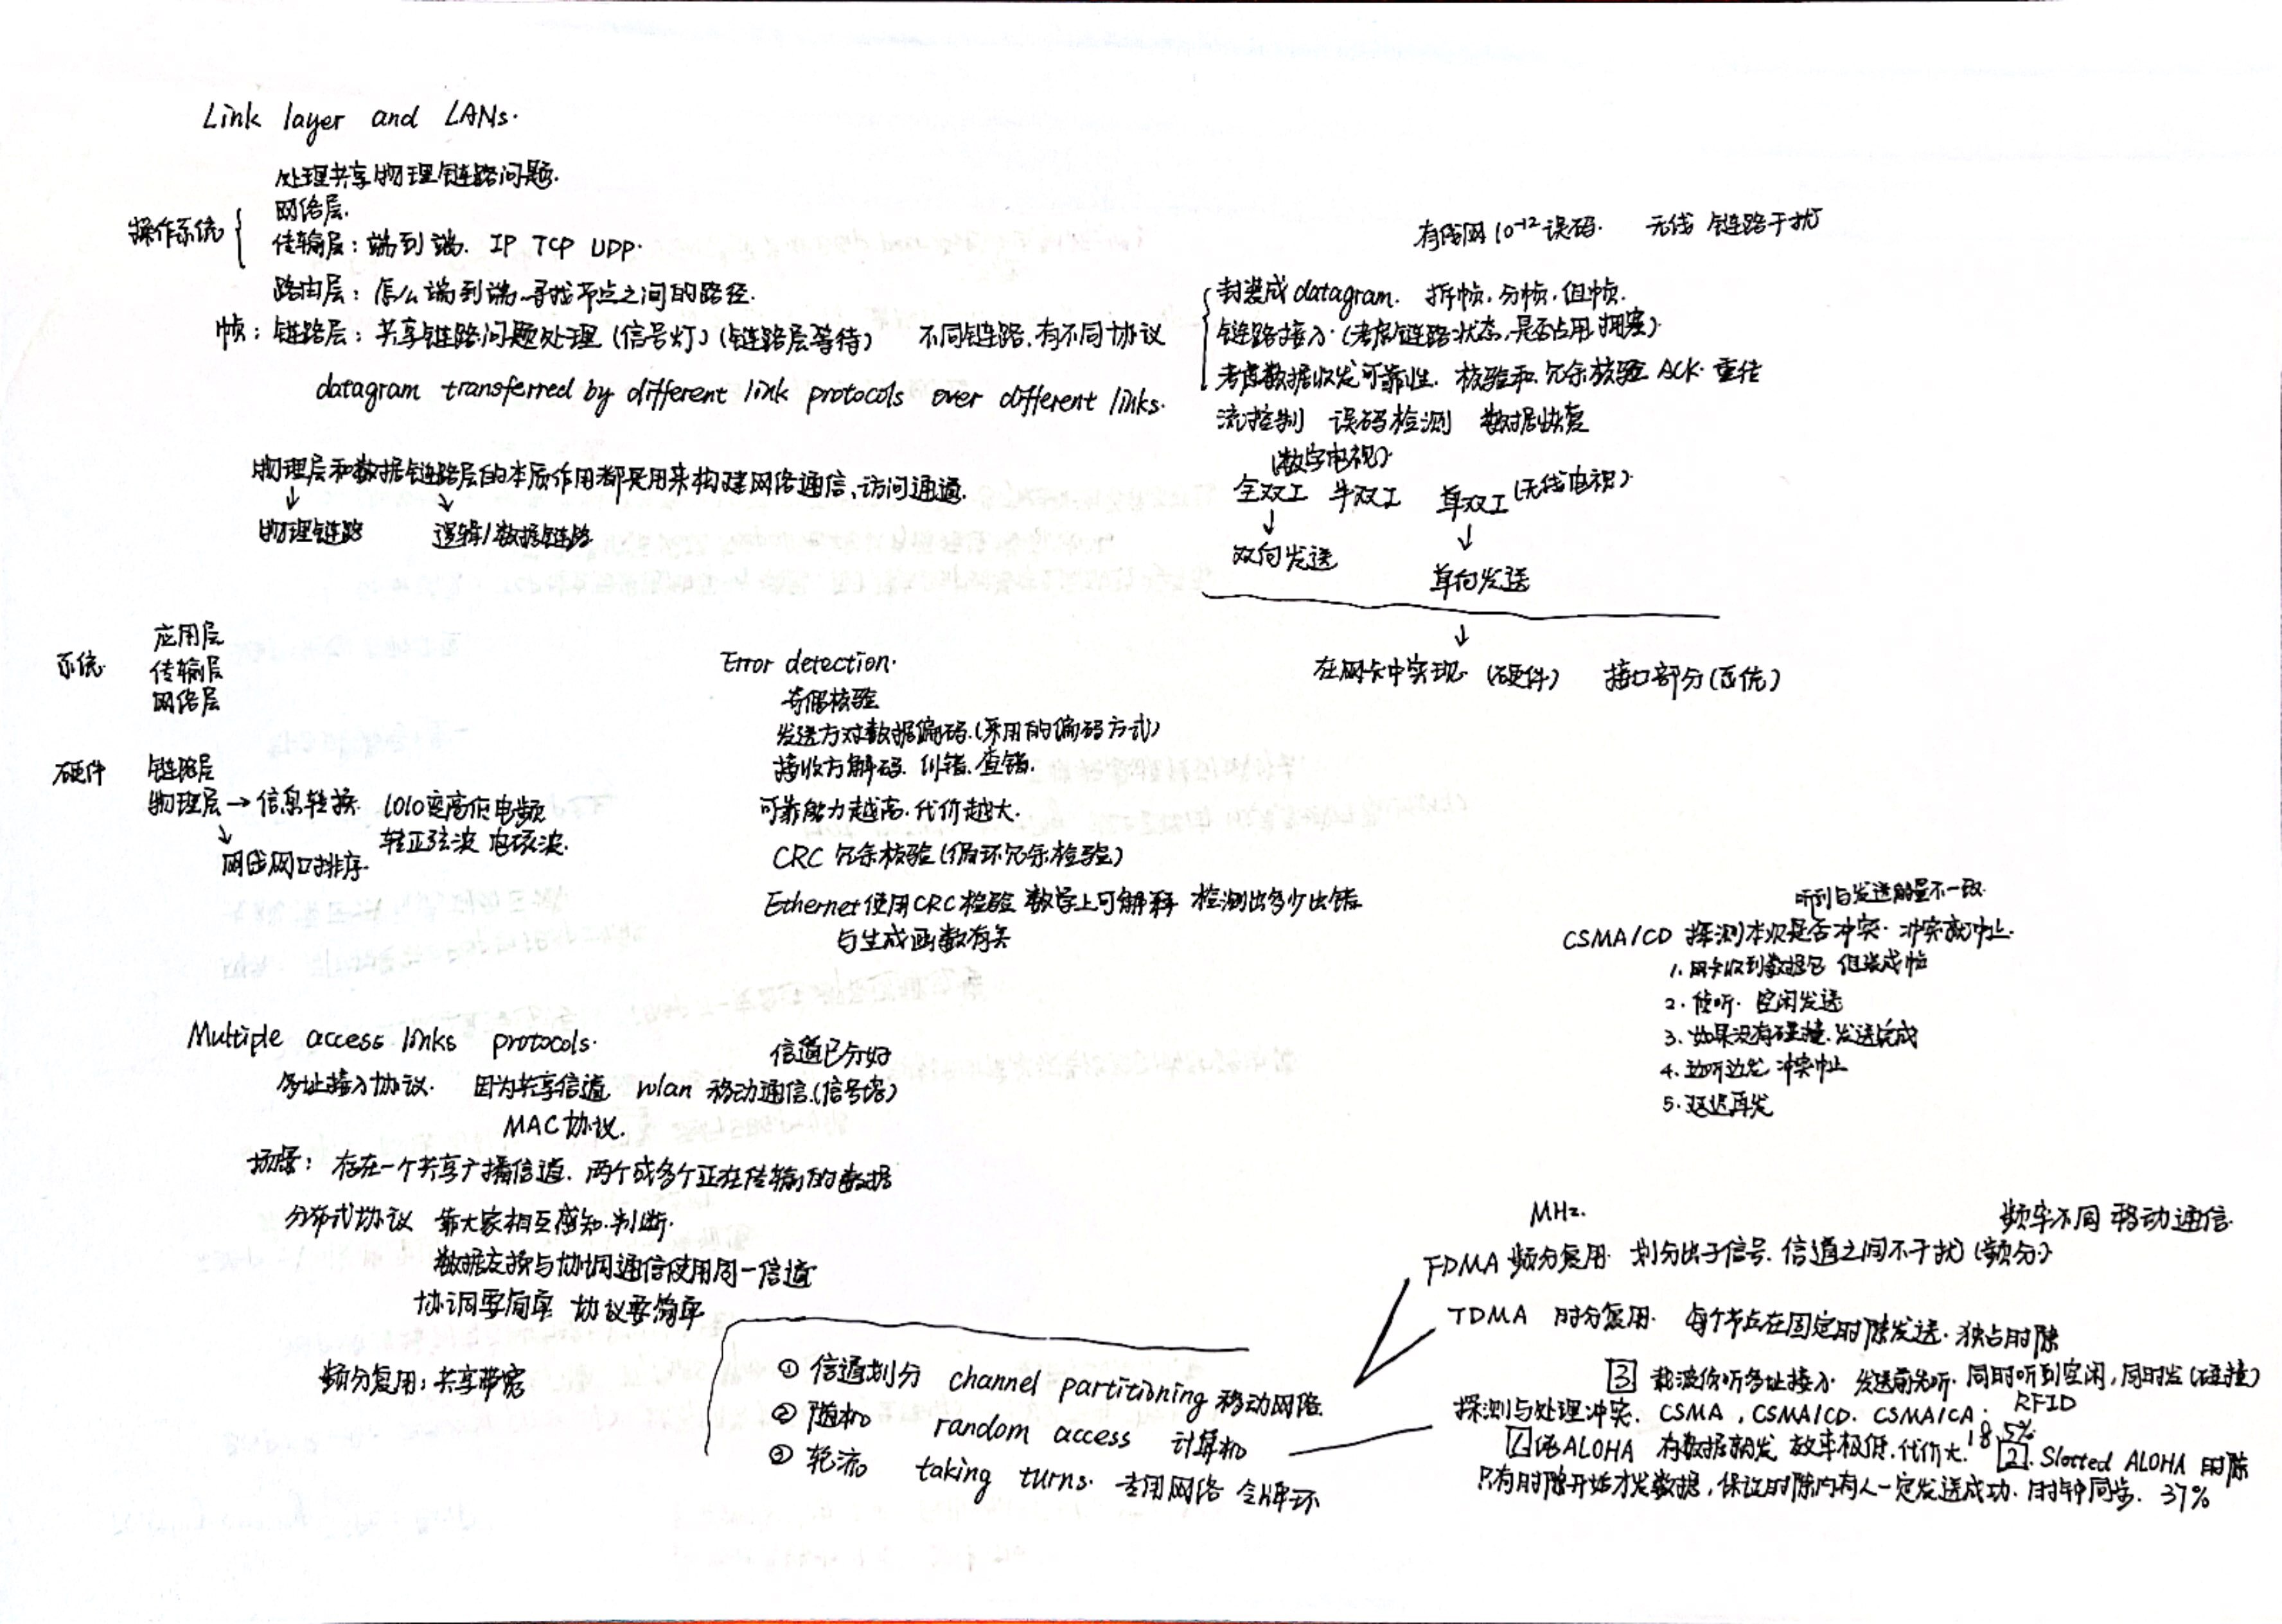 Link layer and LANs.
处理共享物理链路问题.
操作系统
网络层.
传输层：端到端. IP TCP UDP.
路由层：怎么端到端寻找节点之间的路径.
帧：链路层：共享链路问题处理（信号灯）（链路层等待） 不同链路.有不同协议
datagram transferred by different link protocols over different links.
物理层和数据链路层的本质作用都是用来构建网络通信、访问通道.
物理链路 逻辑/数据链路
有线网10⁻¹²误码. 无线 链路干扰
封装成datagram. 拆帧.分帧.组帧.
链路接入.（考虑链路状态,是否占用.拥塞）.
考虑数据收发可靠性. 校验和.冗余校验 ACK. 重传
流控制 误码检测 数据恢复
（数字电视）
全双工 半双工 单双工（无线电视）.
双向发送
单向发送
在网卡中实现.（硬件） 接口部分（系统）
系统
应用层
传输层
网络层
硬件
链路层
物理层→信息转换. 1010变高低电频
转正弦波 电磁波.
网线网口排序.
Error detection.
奇偶校验
发送方对数据编码.（采用的编码方式）
接收方解码. 纠错.查错.
可靠能力越高.代价越大.
CRC 冗余校验（循环冗余检验）
Ethernet使用CRC检验 数学上可解释 检测出多少出错
与生成函数有关
听到与发送能量不一致.
CSMA/CD 探测本次是否冲突. 冲突就中止.
1. 网卡收到数据包 组装成帧
2. 侦听. 空闲发送
3. 如果没有碰撞.发送完成
4. 边听边发 冲突中止
5. 延迟再发
Multiple access links protocols.
信道已分好
多址接入协议. 因为共享信道 wlan 移动通信.（信号塔）
MAC协议.
场景：存在一个共享广播信道. 两个或多个正在传输的数据
分布式协议 靠大家相互感知.判断.
数据交换与协调通信使用同一信道
协调要简单 协议要简单
频分复用：共享带宽
① 信道划分 channel partitioning 移动网络.
② 随机 random access 计算机
③ 轮流 taking turns. 专用网络 令牌环
MHz. 频率不同 移动通信.
FDMA 频分复用. 划分出子信号.信道之间不干扰（频分）
TDMA 时分复用. 每个节点在固定时隙发送.独占时隙
3 载波侦听多址接入. 发送前先听.同时听到空闲,同时发（碰撞）
探测与处理冲突. CSMA, CSMA/CD. CSMA/CA. RFID
1 纯ALOHA 有数据就发 效率极低.代价大. 18.5% 2. Slotted ALOHA 时隙
只有时隙开始才发数据,保证时隙内有人一定发送成功.时钟同步. 37%